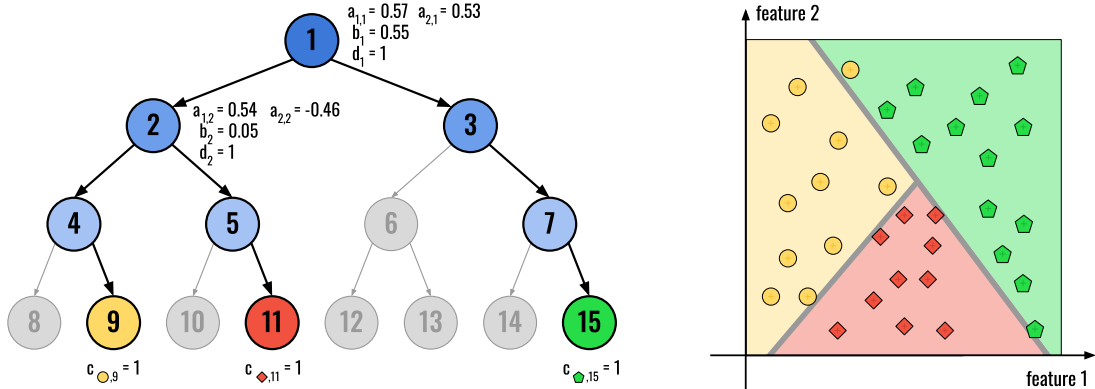 a1,1 = 0.57 a2,1 = 0.53
b1 = 0.55
d1 = 1
1
a1,2 = 0.54 a2,2 = -0.46
b2 = 0.05
d2 = 1
2
3
4
5
6
7
8
9
10
11
12
13
14
15
c ,9 = 1
c ,11 = 1
c ,15 = 1
feature 2
feature 1